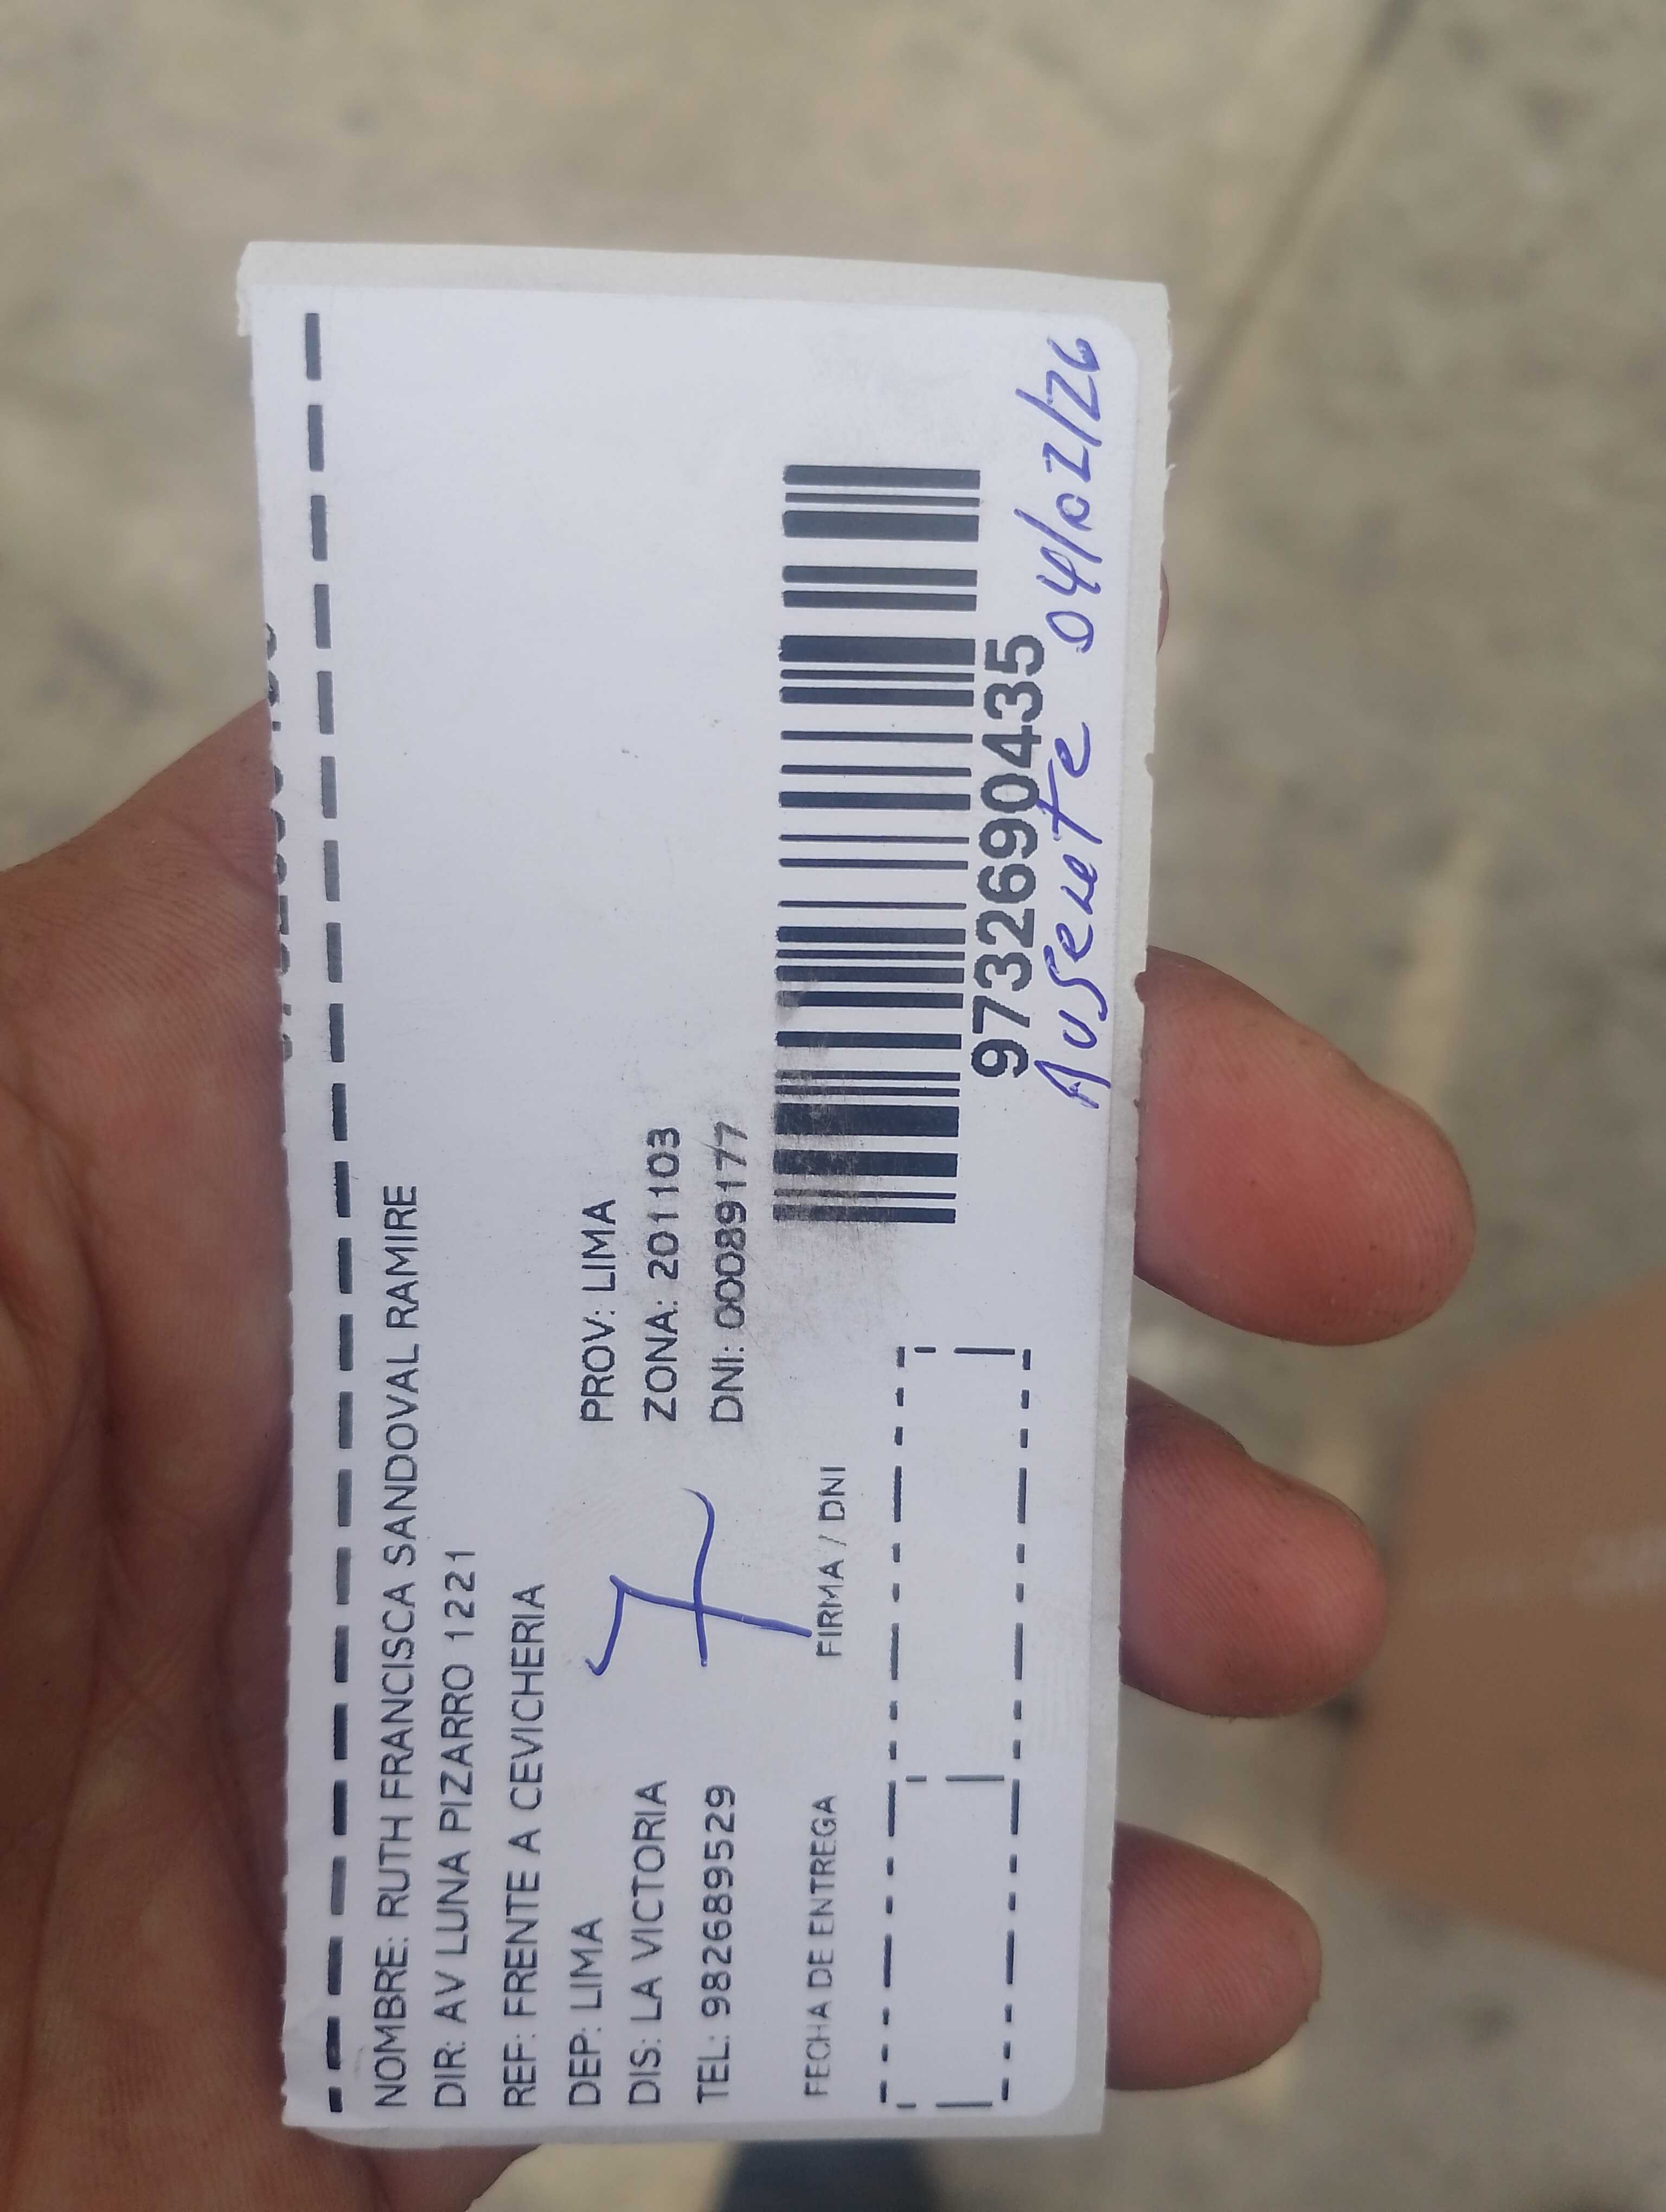 NOMBRE: RUTH FRANCISCA SANDOVAL RAMIRE
DIR: AV LUNA PIZARRO 1221
REF: FRENTE A CEVICHERIA
DEP: LIMA PROV: LIMA
DIS: LA VICTORIA ZONA: 201103
TEL: 982689529 DNI: 00089177
7
FECHA DE ENTREGA FIRMA / DNI
9732690435
Ausente 04/02/26